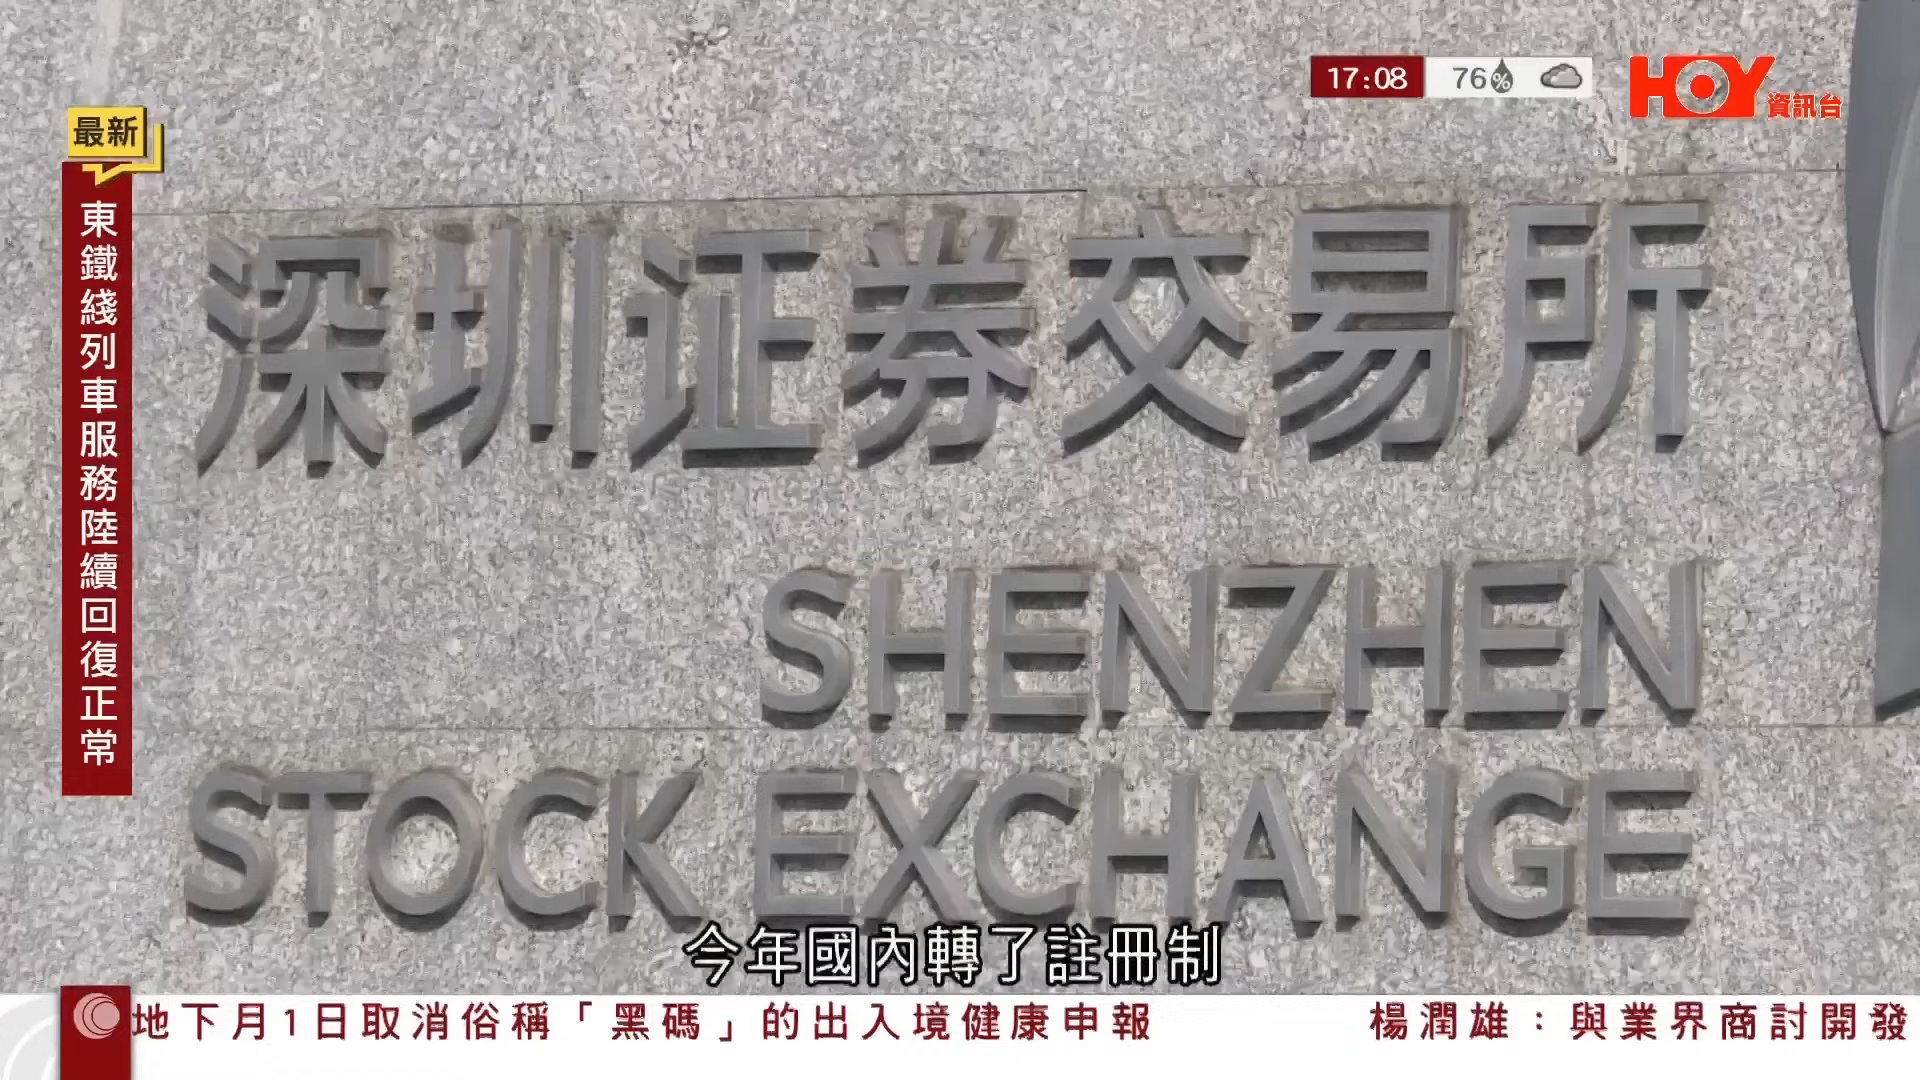 17:08
76%
HOY
資訊台
最新
東鐵綫列車服務陸續回復正常
深圳证券交易所
SHENZHEN
STOCK EXCHANGE
今年國內轉了註冊制
地下月1日取消俗稱「黑碼」的出入境健康申報 楊潤雄：與業界商討開發